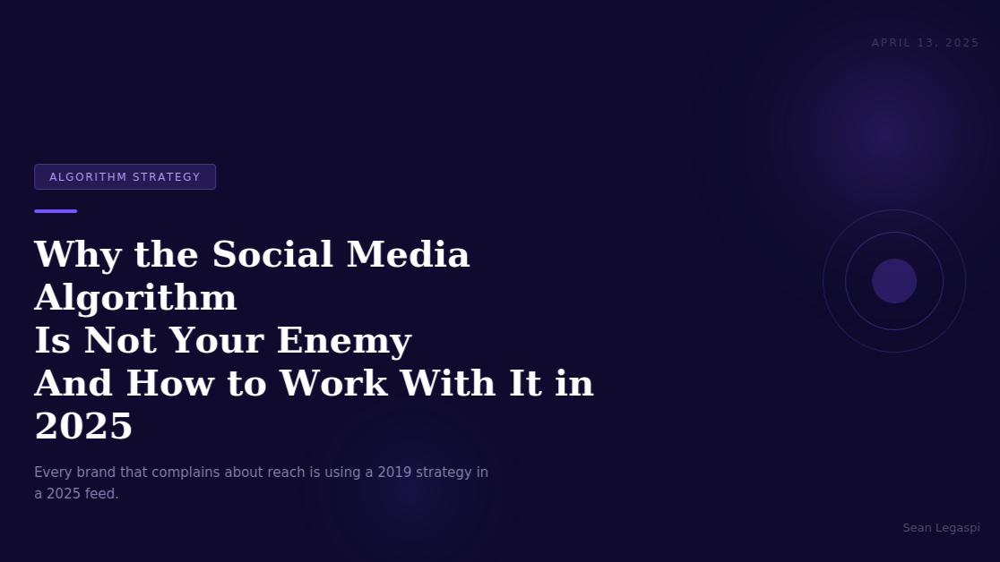 APRIL 13, 2025
ALGORITHM STRATEGY
Why the Social Media
Algorithm
Is Not Your Enemy
And How to Work With It in
2025
Every brand that complains about reach is using a 2019 strategy in
a 2025 feed.
Sean Legaspi